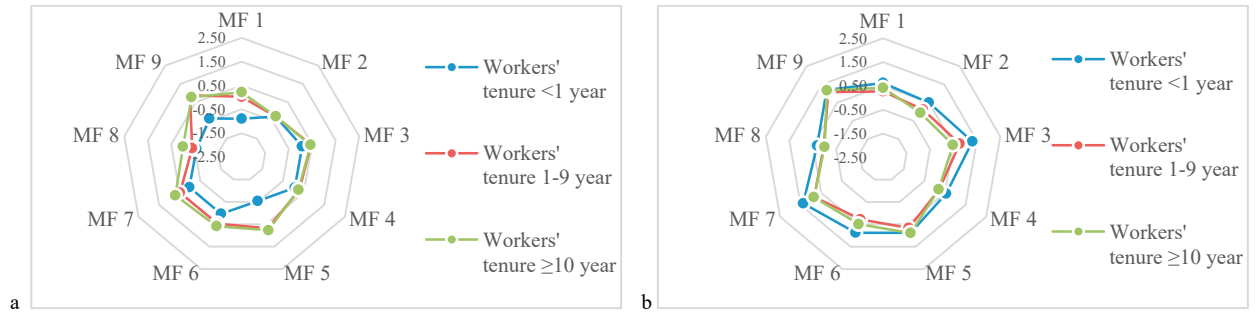 MF 1
2.50
1.50
0.50
-0.50
-1.50
-2.50
MF 2
MF 3
MF 4
MF 5
MF 6
MF 7
MF 8
MF 9
Workers'
tenure <1 year
Workers'
tenure 1-9 year
Workers'
tenure ≥10 year
a
MF 1
2.50
1.50
0.50
-0.50
-1.50
-2.50
MF 2
MF 3
MF 4
MF 5
MF 6
MF 7
MF 8
MF 9
Workers'
tenure <1 year
Workers'
tenure 1-9 year
Workers'
tenure ≥10 year
b